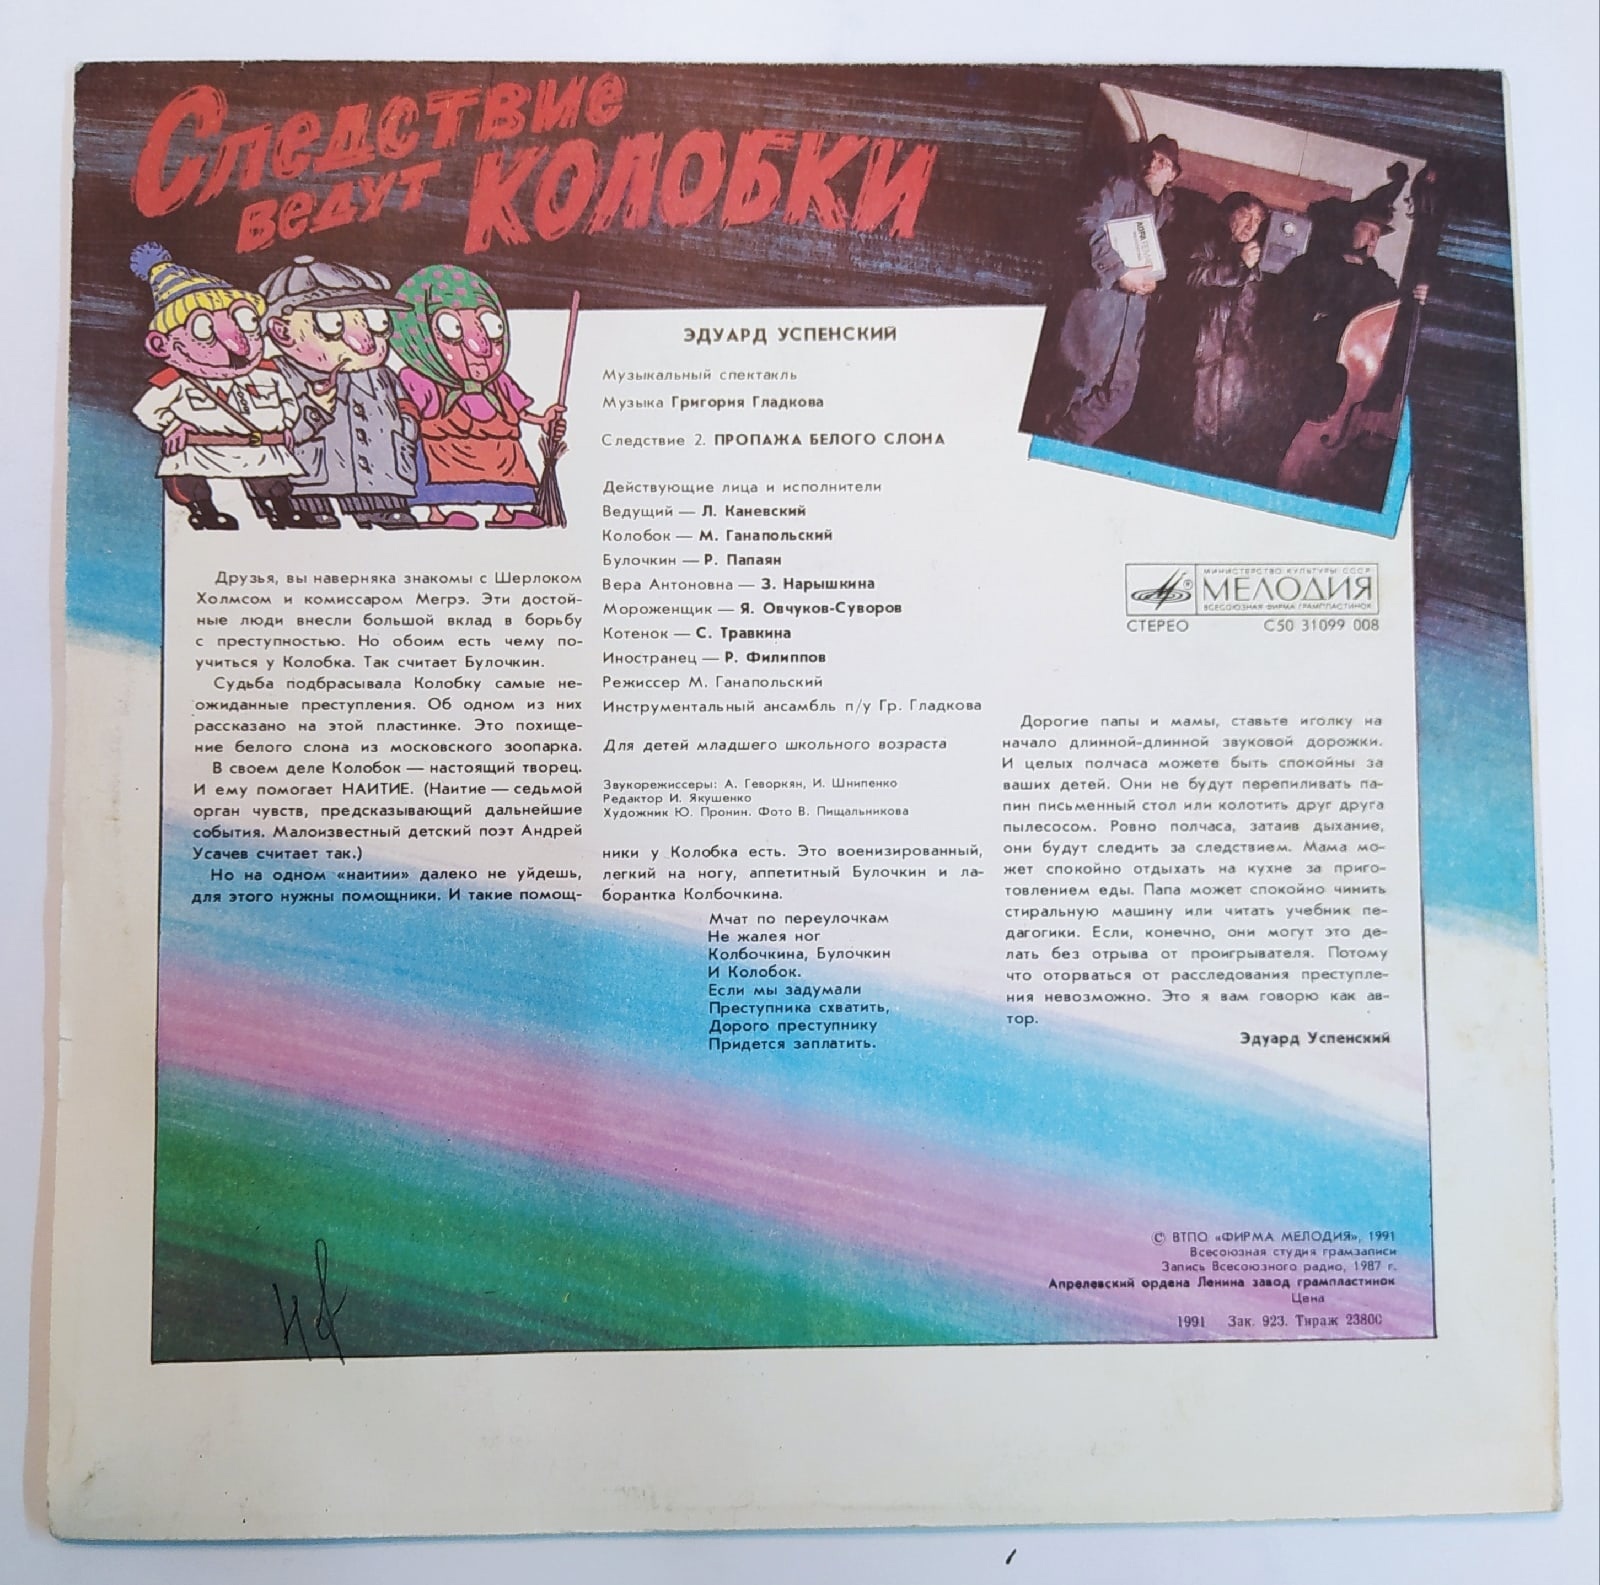 Следствие
ведут КОЛОБКИ
ЭДУАРД УСПЕНСКИЙ
Музыкальный спектакль
Музыка Григория Гладкова
Следствие 2. ПРОПАЖА БЕЛОГО СЛОНА
Действующие лица и исполнители
Ведущий — Л. Каневский
Колобок — М. Ганапольский
Булочкин — Р. Папаян
Вера Антоновна — З. Нарышкина
Мороженщик — Я. Овчуков-Суворов
Котенок — С. Травкина
Иностранец — Р. Филиппов
Режиссер М. Ганапольский
Инструментальный ансамбль п/у Гр. Гладкова
Для детей младшего школьного возраста
Звукорежиссеры: А. Геворкян, И. Шнипенко
Редактор И. Якушенко
Художник Ю. Пронин. Фото В. Пищальникова
Друзья, вы наверняка знакомы с Шерлоком
Холмсом и комиссаром Мегрэ. Эти достой-
ные люди внесли большой вклад в борьбу
с преступностью. Но обоим есть чему по-
учиться у Колобка. Так считает Булочкин.
Судьба подбрасывала Колобку самые не-
ожиданные преступления. Об одном из них
рассказано на этой пластинке. Это похище-
ние белого слона из московского зоопарка.
В своем деле Колобок — настоящий творец.
И ему помогает НАИТИЕ. (Наитие — седьмой
орган чувств, предсказывающий дальнейшие
события. Малоизвестный детский поэт Андрей
Усачев считает так.)
Но на одном «наитии» далеко не уйдешь,
для этого нужны помощники. И такие помощ-
ники у Колобка есть. Это военизированный,
легкий на ногу, аппетитный Булочкин и ла-
борантка Колбочкина.
Мчат по переулочкам
Не жалея ног
Колбочкина, Булочкин
И Колобок.
Если мы задумали
Преступника схватить,
Дорого преступнику
Придется заплатить.
МИНИСТЕРСТВО КУЛЬТУРЫ СССР
МЕЛОДИЯ
ВСЕСОЮЗНАЯ ФИРМА ГРАМПЛАСТИНОК
СТЕРЕО С50 31099 008
Дорогие папы и мамы, ставьте иголку на
начало длинной-длинной звуковой дорожки.
И целых полчаса можете быть спокойны за
ваших детей. Они не будут перепиливать па-
пин письменный стол или колотить друг друга
пылесосом. Ровно полчаса, затаив дыхание,
они будут следить за следствием. Мама мо-
жет спокойно отдыхать на кухне за приго-
товлением еды. Папа может спокойно чинить
стиральную машину или читать учебник пе-
дагогики. Если, конечно, они могут это де-
лать без отрыва от проигрывателя. Потому
что оторваться от расследования преступле-
ния невозможно. Это я вам говорю как ав-
тор.
Эдуард Успенский
© ВТПО «ФИРМА МЕЛОДИЯ», 1991
Всесоюзная студия грамзаписи
Запись Всесоюзного радио, 1987 г.
Апрелевский ордена Ленина завод грампластинок
Цена
1991 Зак. 923. Тираж 23800